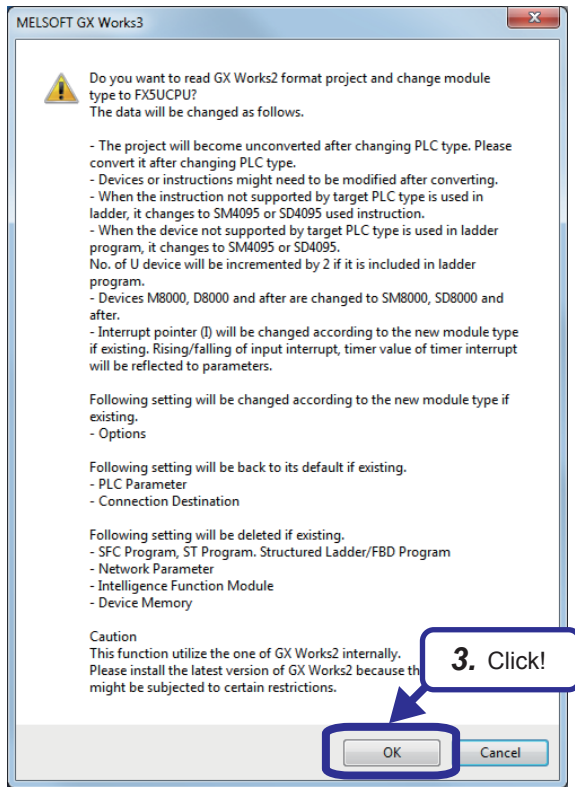 MELSOFT GX Works3
Do you want to read GX Works2 format project and change module
type to FX5UCPU?
The data will be changed as follows.
- The project will become unconverted after changing PLC type. Please
convert it after changing PLC type.
- Devices or instructions might need to be modified after converting.
- When the instruction not supported by target PLC type is used in
ladder, it changes to SM4095 or SD4095 used instruction.
- When the device not supported by target PLC type is used in ladder
program, it changes to SM4095 or SD4095.
No. of U device will be incremented by 2 if it is included in ladder
program.
- Devices M8000, D8000 and after are changed to SM8000, SD8000 and
after.
- Interrupt pointer (I) will be changed according to the new module type
if existing. Rising/falling of input interrupt, timer value of timer interrupt
will be reflected to parameters.
Following setting will be changed according to the new module type if
existing.
- Options
Following setting will be back to its default if existing.
- PLC Parameter
- Connection Destination
Following setting will be deleted if existing.
- SFC Program, ST Program. Structured Ladder/FBD Program
- Network Parameter
- Intelligence Function Module
- Device Memory
Caution
This function utilize the one of GX Works2 internally.
Please install the latest version of GX Works2 because
might be subjected to certain restrictions.
3. Click!
OK
Cancel